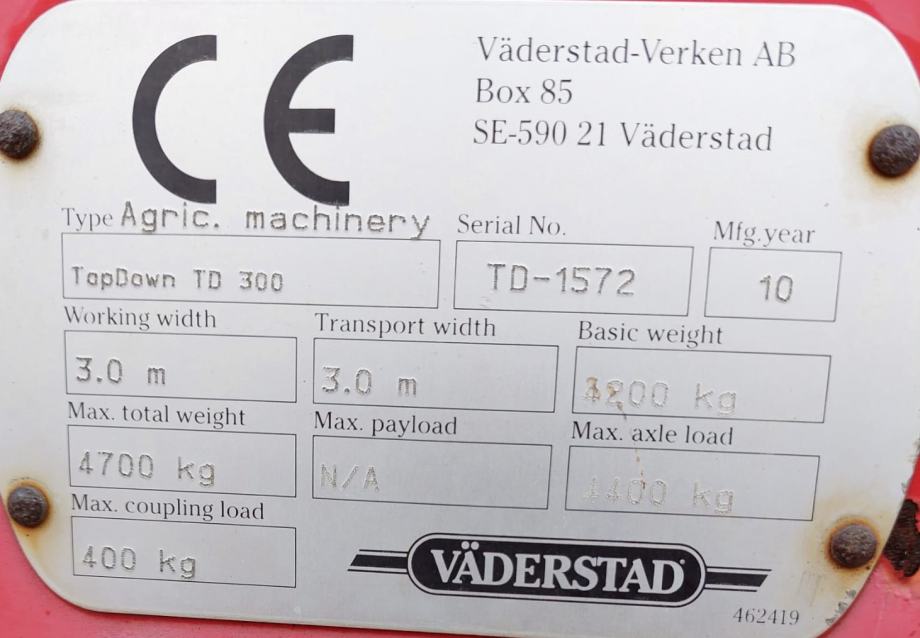 CE
Väderstad-Verken AB
Box 85
SE-590 21 Väderstad
Type Agric. machinery
TopDown TD 300
Serial No.
TD-1572
Mfg.year
10
Working width
3.0 m
Transport width
3.0 m
Basic weight
kg
Max. total weight
4700 kg
Max. payload
N/A
Max. axle load
4400 kg
Max. coupling load
400 kg
VÄDERSTAD
462419